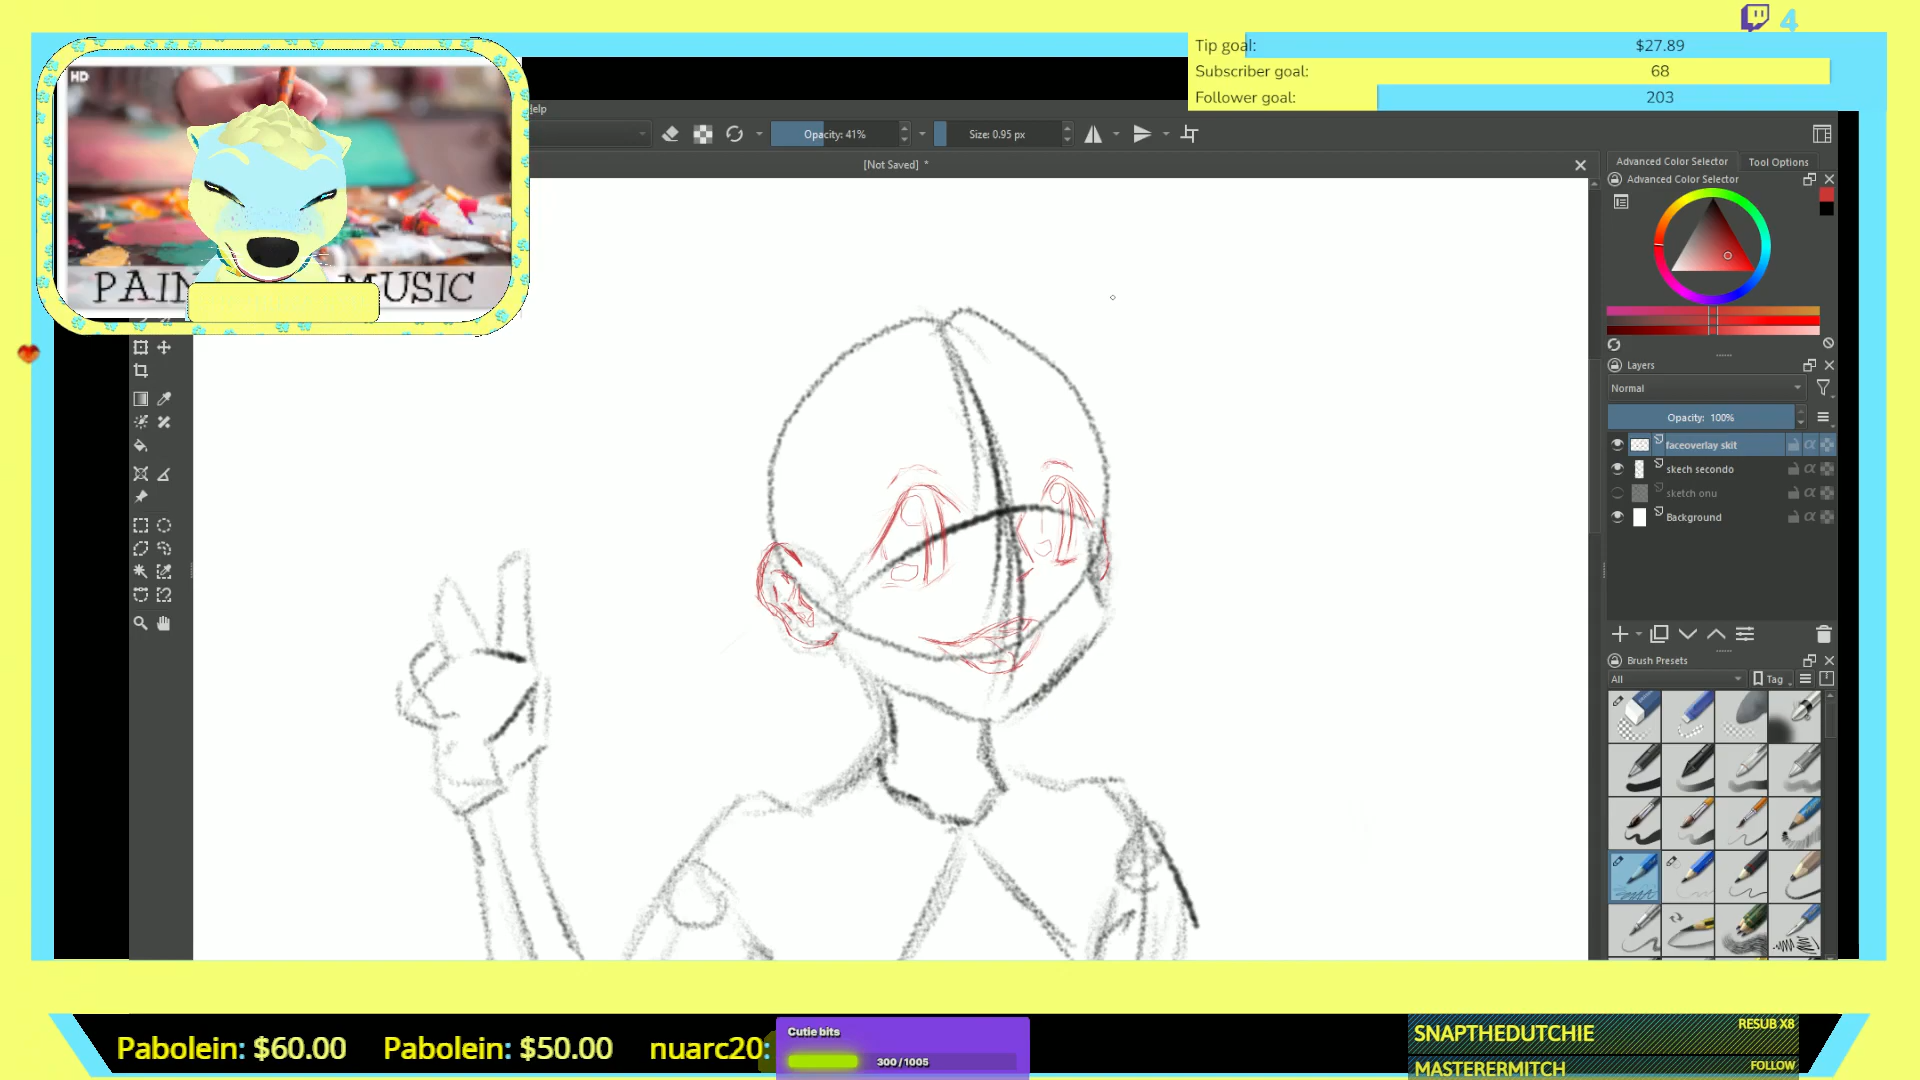 4
Tip goal: $27.89
Subscriber goal: 68
Follower goal: 203
HD
MUSIC
Opacity: 41%
Size: 0.95 px
[Not Saved] *
Advanced Color Selector
Tool Options
Advanced Color Selector
Layers
Normal
Opacity: 100%
faceoverlay skit
skech secondo
sketch onu
Background
Brush Presets
All
Tag
Pabolein: $60.00 Pabolein: $50.00 nuarc20:
Cutie bits
300/1005
SNAPTHEDUTCHIE RESUB X8
MASTERERMITCH FOLLOW